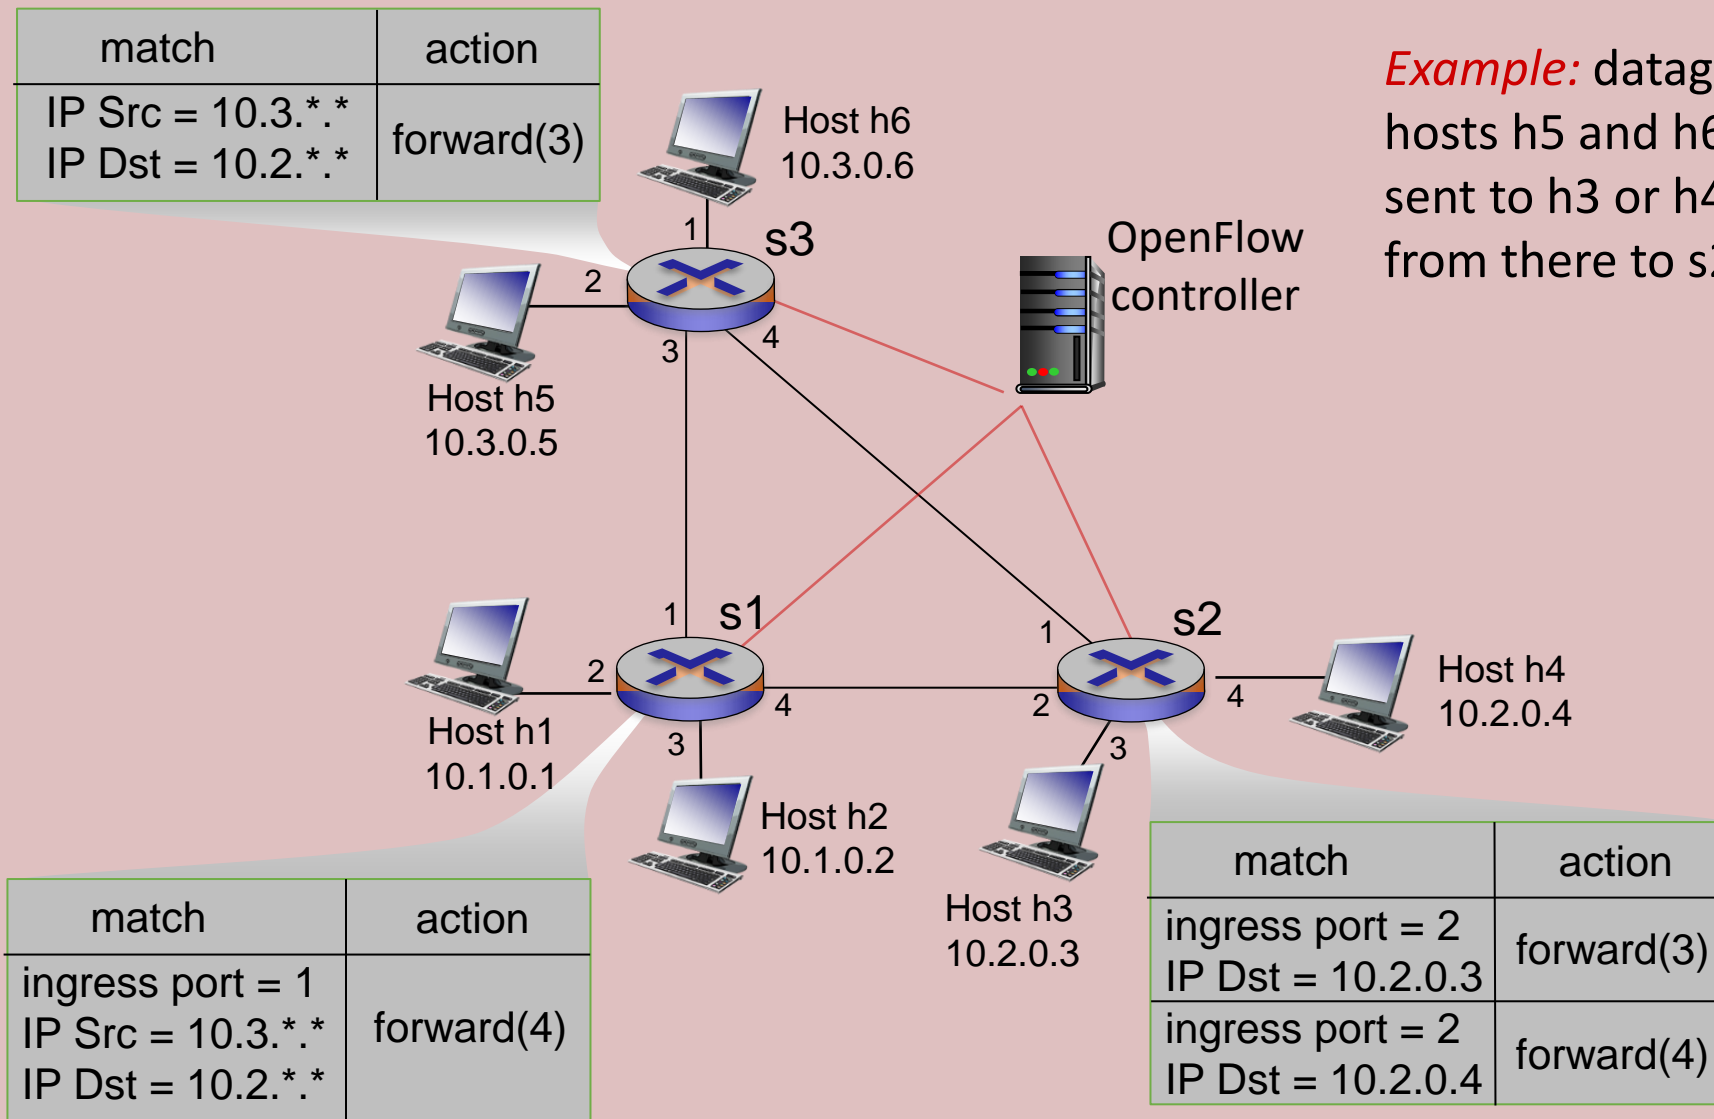 match action
IP Src = 10.3.*.*
IP Dst = 10.2.*.*
forward(3)
Example: datag
hosts h5 and h6
sent to h3 or h4
from there to s2
Host h6
10.3.0.6
1
s3
2
3
4
OpenFlow
controller
Host h5
10.3.0.5
1
s1
2
3
4
Host h1
10.1.0.1
Host h2
10.1.0.2
1
s2
2
3
4
Host h4
10.2.0.4
Host h3
10.2.0.3
match action
ingress port = 1
IP Src = 10.3.*.*
IP Dst = 10.2.*.*
forward(4)
match action
ingress port = 2
IP Dst = 10.2.0.3
forward(3)
ingress port = 2
IP Dst = 10.2.0.4
forward(4)